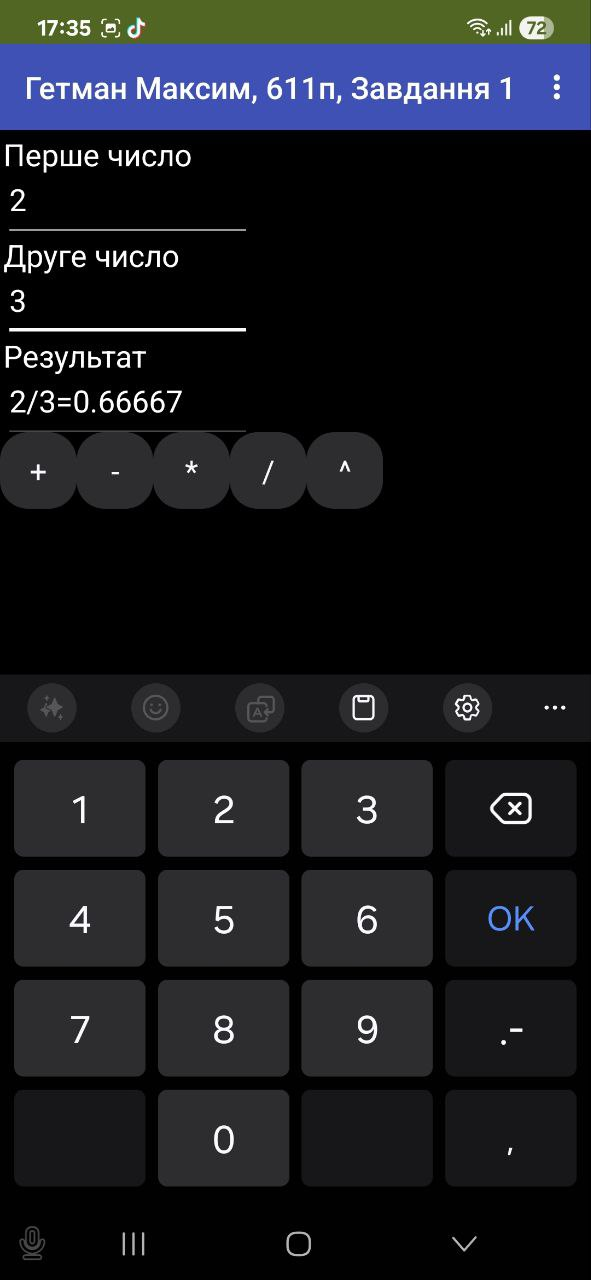 17:35 72
Гетман Максим, 611п, Завдання 1
Перше число
2
Друге число
3
Результат
2/3=0.66667
+ - * / ^
1 2 3
4 5 6 OK
7 8 9 .-
0 ,